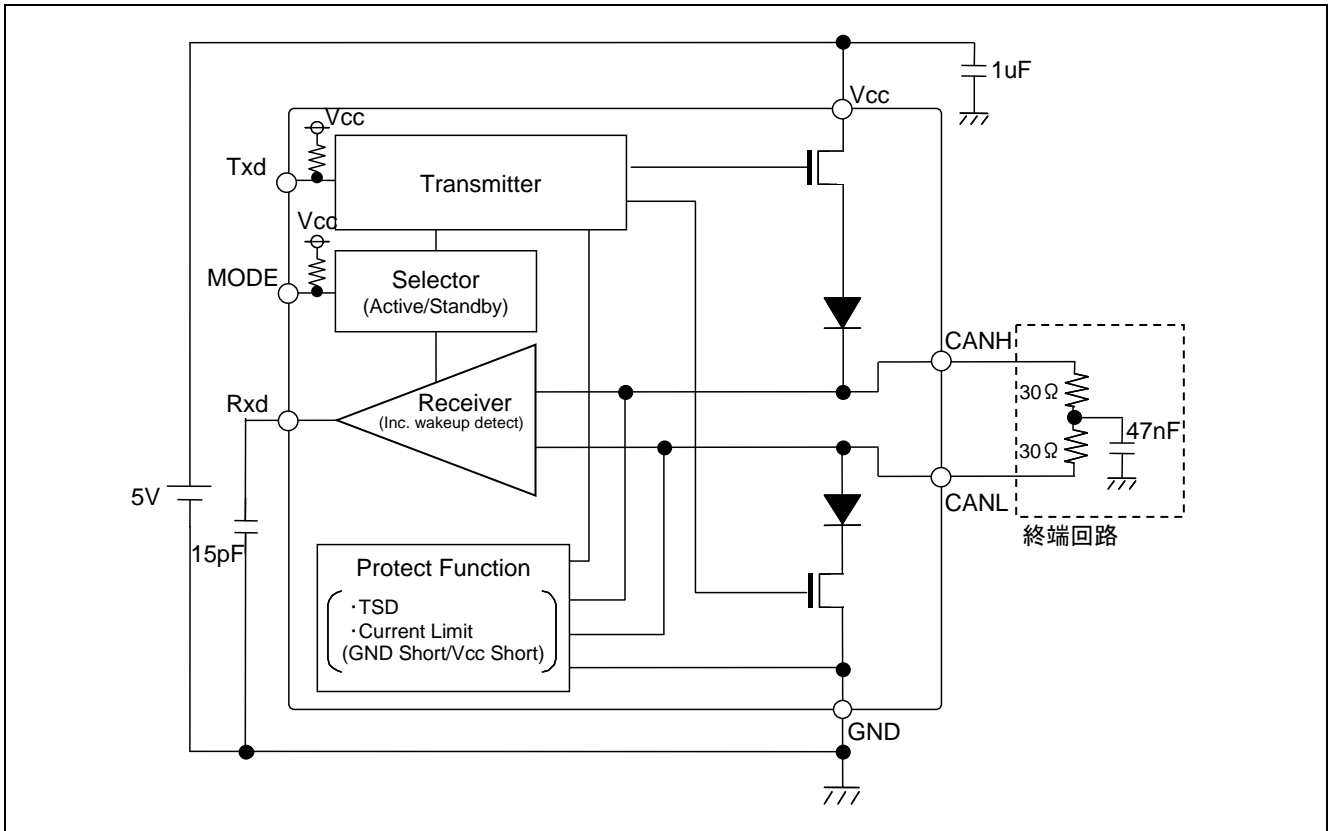 1uF
Vcc
Vcc
Txd
Transmitter
Vcc
MODE
Selector
(Active/Standby)
CANH
30Ω
Rxd
Receiver
(Inc. wakeup detect)
47nF
30Ω
5V
CANL
15pF
終端回路
Protect Function
・TSD
・Current Limit
(GND Short/Vcc Short)
GND